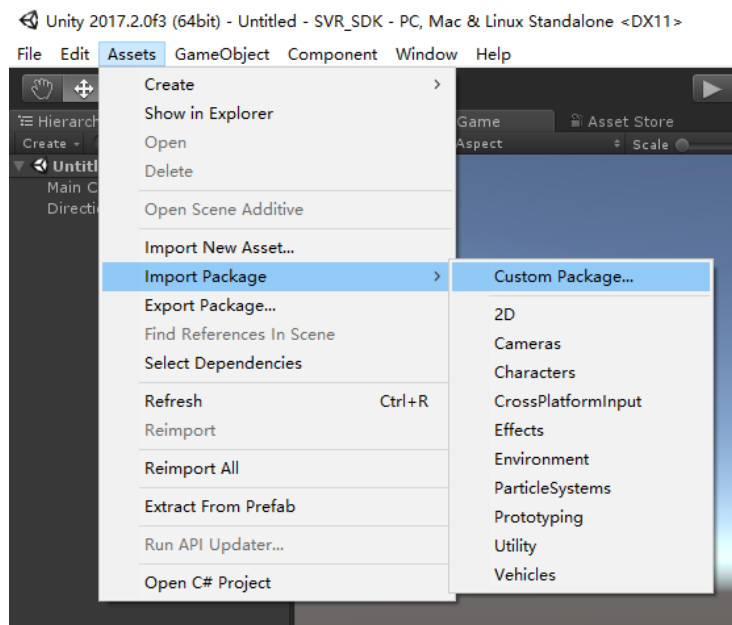 Unity 2017.2.0f3 (64bit) - Untitled - SVR_SDK - PC, Mac & Linux Standalone <DX11>
File Edit Assets GameObject Component Window Help
Hierarch
Game
Asset Store
Create
Aspect
Scale
Untitl
Main C
Directi
Create
Show in Explorer
Open
Delete
Open Scene Additive
Import New Asset...
Import Package
Export Package...
Find References In Scene
Select Dependencies
Refresh Ctrl+R
Reimport
Reimport All
Extract From Prefab
Run API Updater...
Open C# Project
Custom Package...
2D
Cameras
Characters
CrossPlatformInput
Effects
Environment
ParticleSystems
Prototyping
Utility
Vehicles